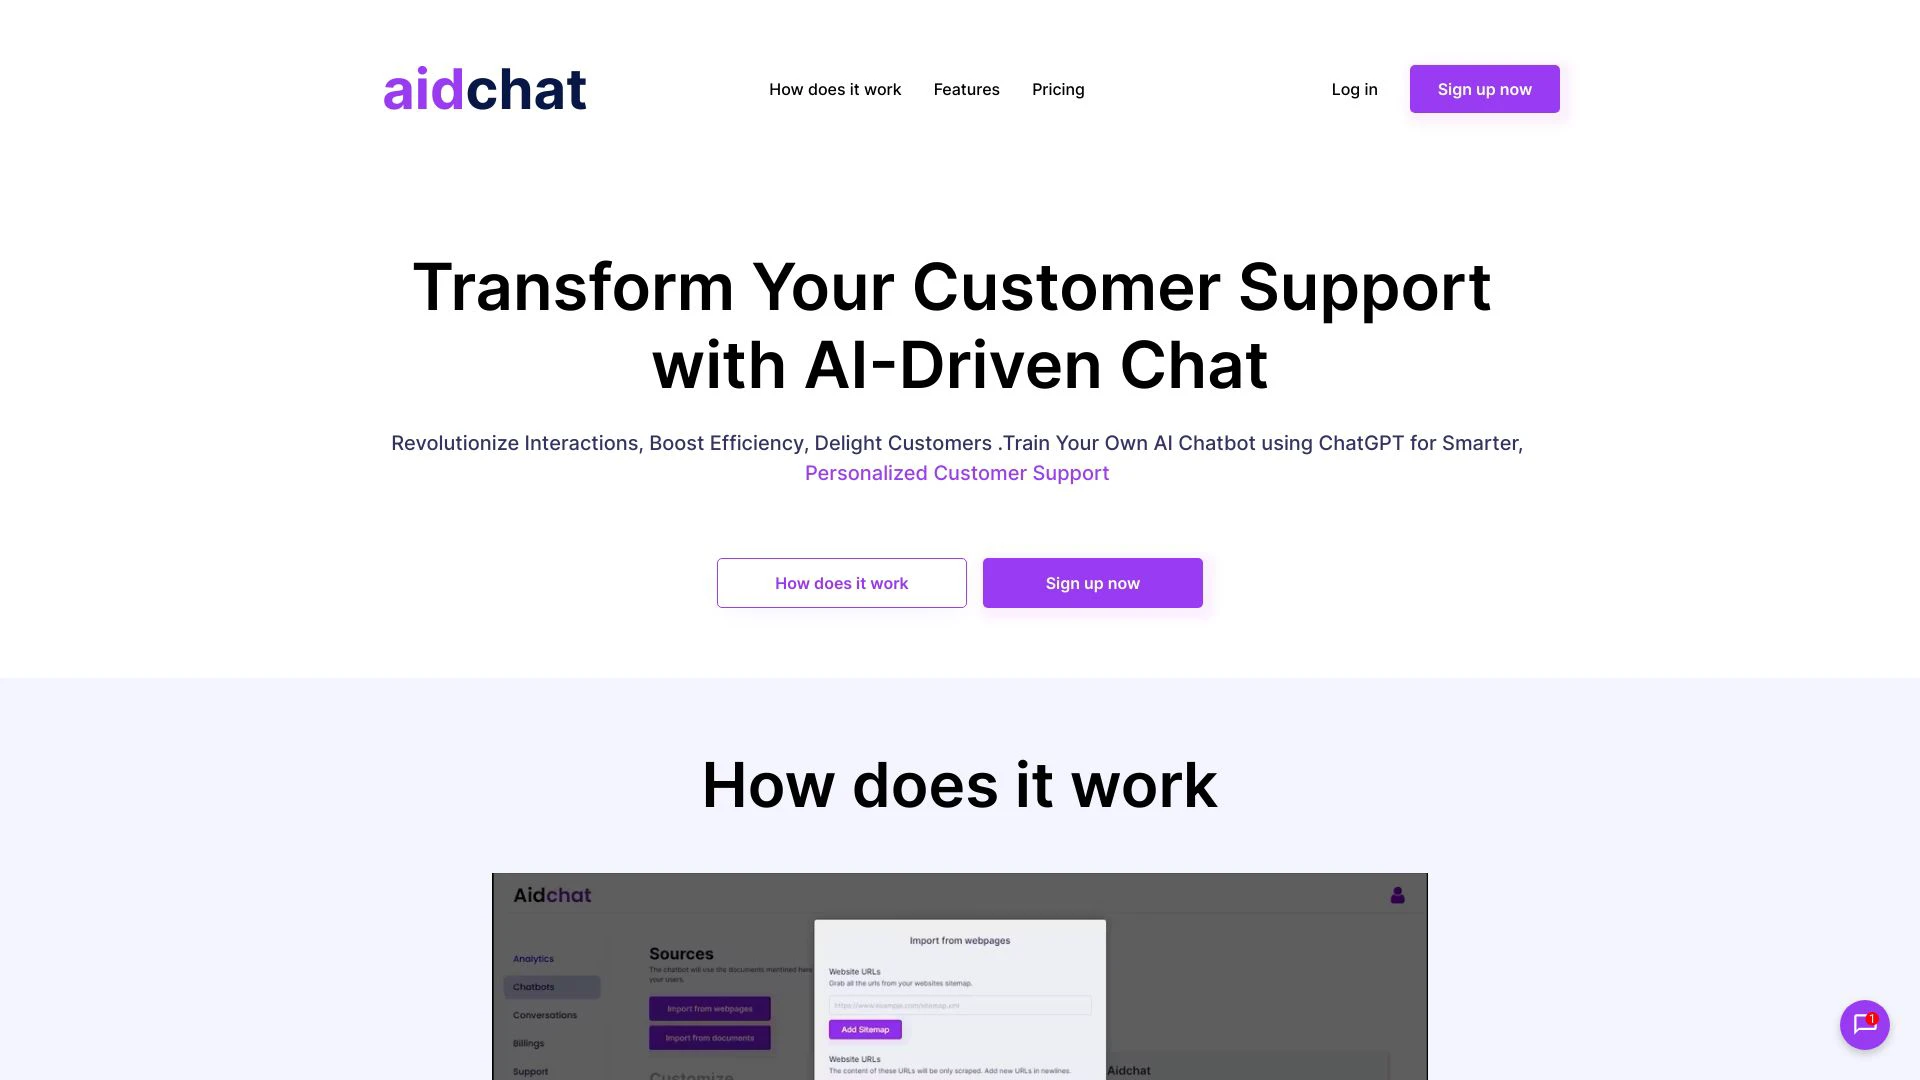 aidchat
How does it work
Features
Pricing
Log in
Sign up now
Transform Your Customer Support
with AI-Driven Chat
Revolutionize Interactions, Boost Efficiency, Delight Customers .Train Your Own AI Chatbot using ChatGPT for Smarter,
Personalized Customer Support
How does it work
Sign up now
How does it work
Aidchat
Analytics
Chatbots
Conversations
Billings
Support
Sources
The chatbot will use the documents mentined here
your users.
Import from webpages
Import from documents
Customize
Import from webpages
Website URLs
Grab all the urls from your websites sitemap.
https://www.example.com/sitemap.xml
Add Sitemap
Website URLs
The content of these URLs will be only scraped. Add new URLs in newlines.
Aidchat
1